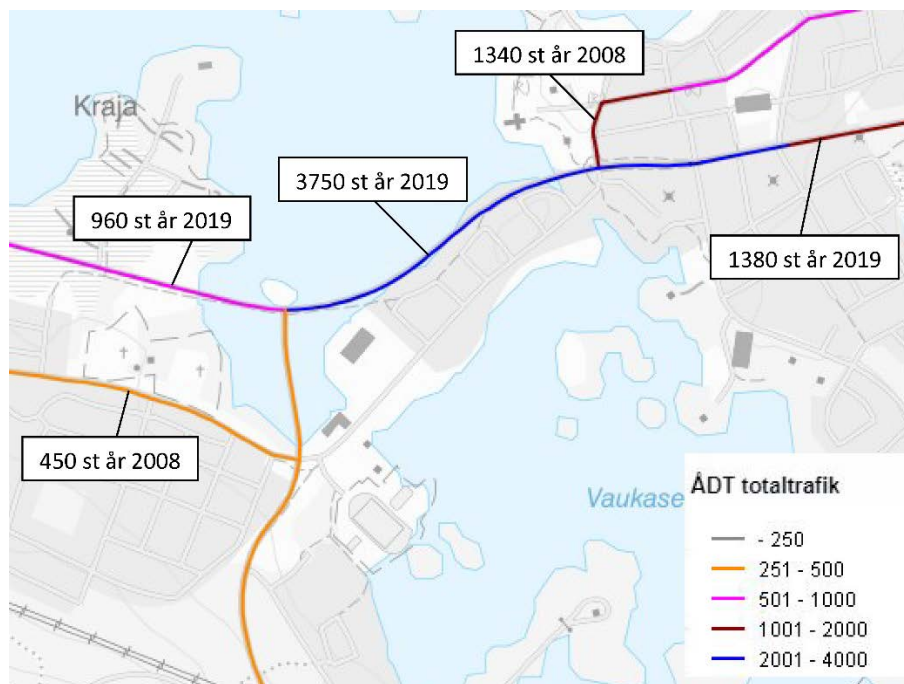 1340 st år 2008
Kraja
3750 st år 2019
960 st år 2019
1380 st år 2019
450 st år 2008
Vaukase
ÅDT totaltrafik
- 250
251 - 500
501 - 1000
1001 - 2000
2001 - 4000